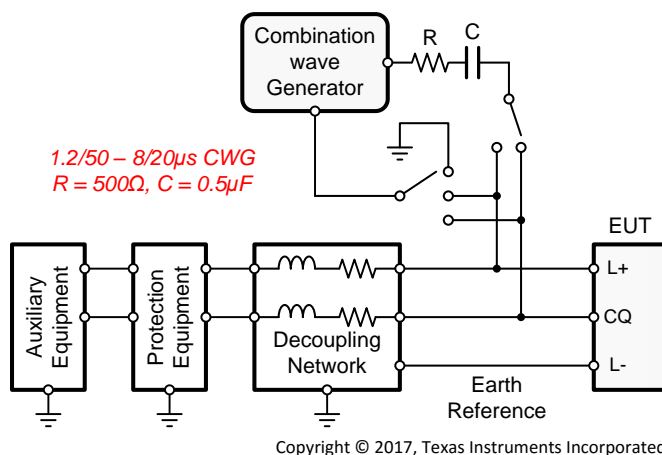 Combination
wave
Generator
R
C
1.2/50 – 8/20µs CWG
R = 500Ω, C = 0.5µF
EUT
Auxiliary
Equipment
Protection
Equipment
Decoupling
Network
L+
CQ
L-
Earth
Reference
Copyright © 2017, Texas Instruments Incorporated